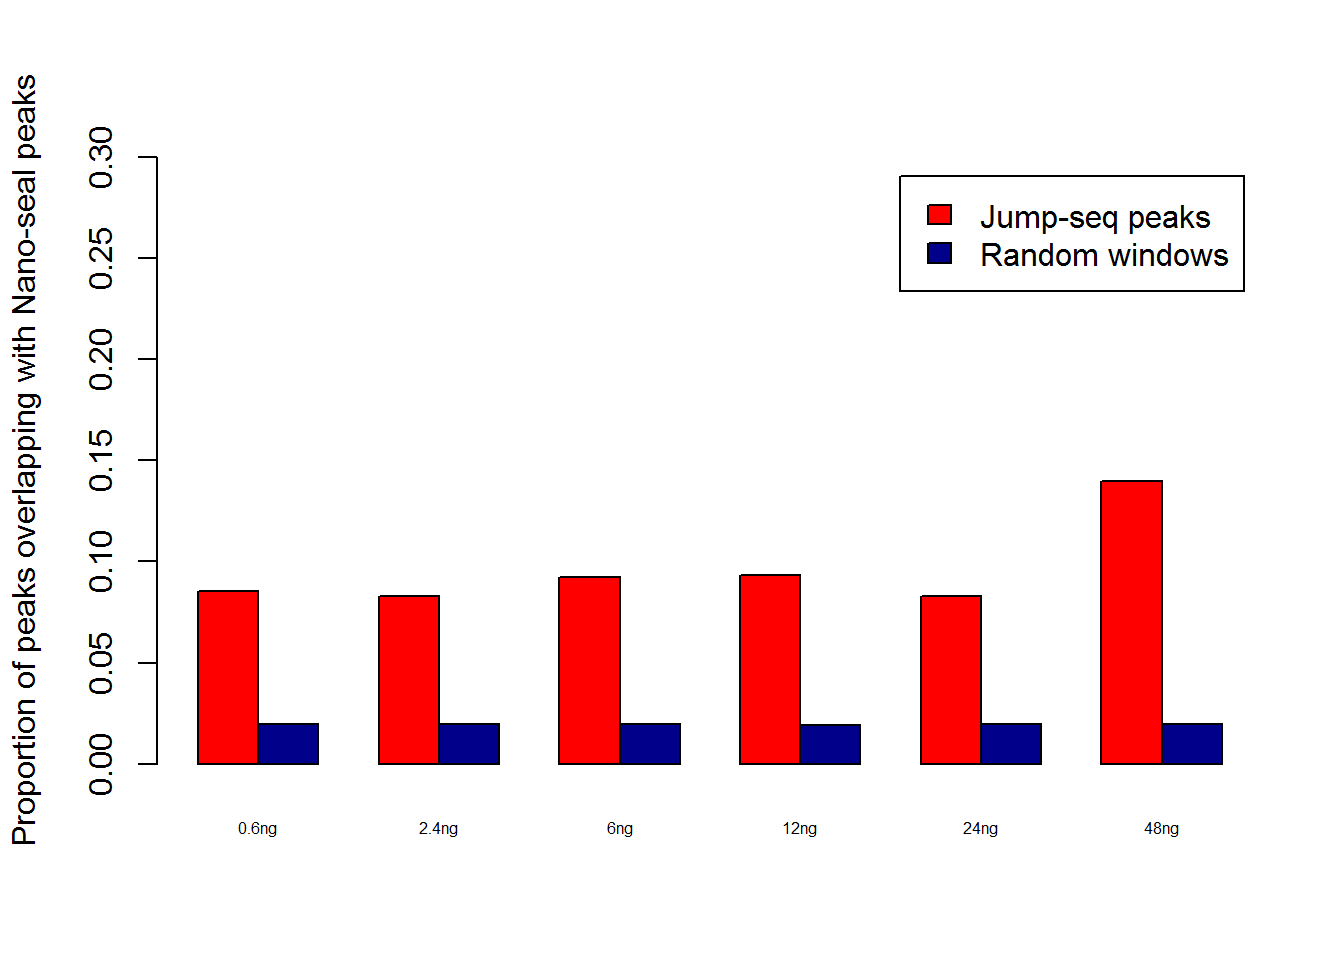 Proportion of peaks overlapping with Nano-seal peaks
0.30
0.25
0.20
0.15
0.10
0.05
0.00
Jump-seq peaks
Random windows
0.6ng
2.4ng
6ng
12ng
24ng
48ng